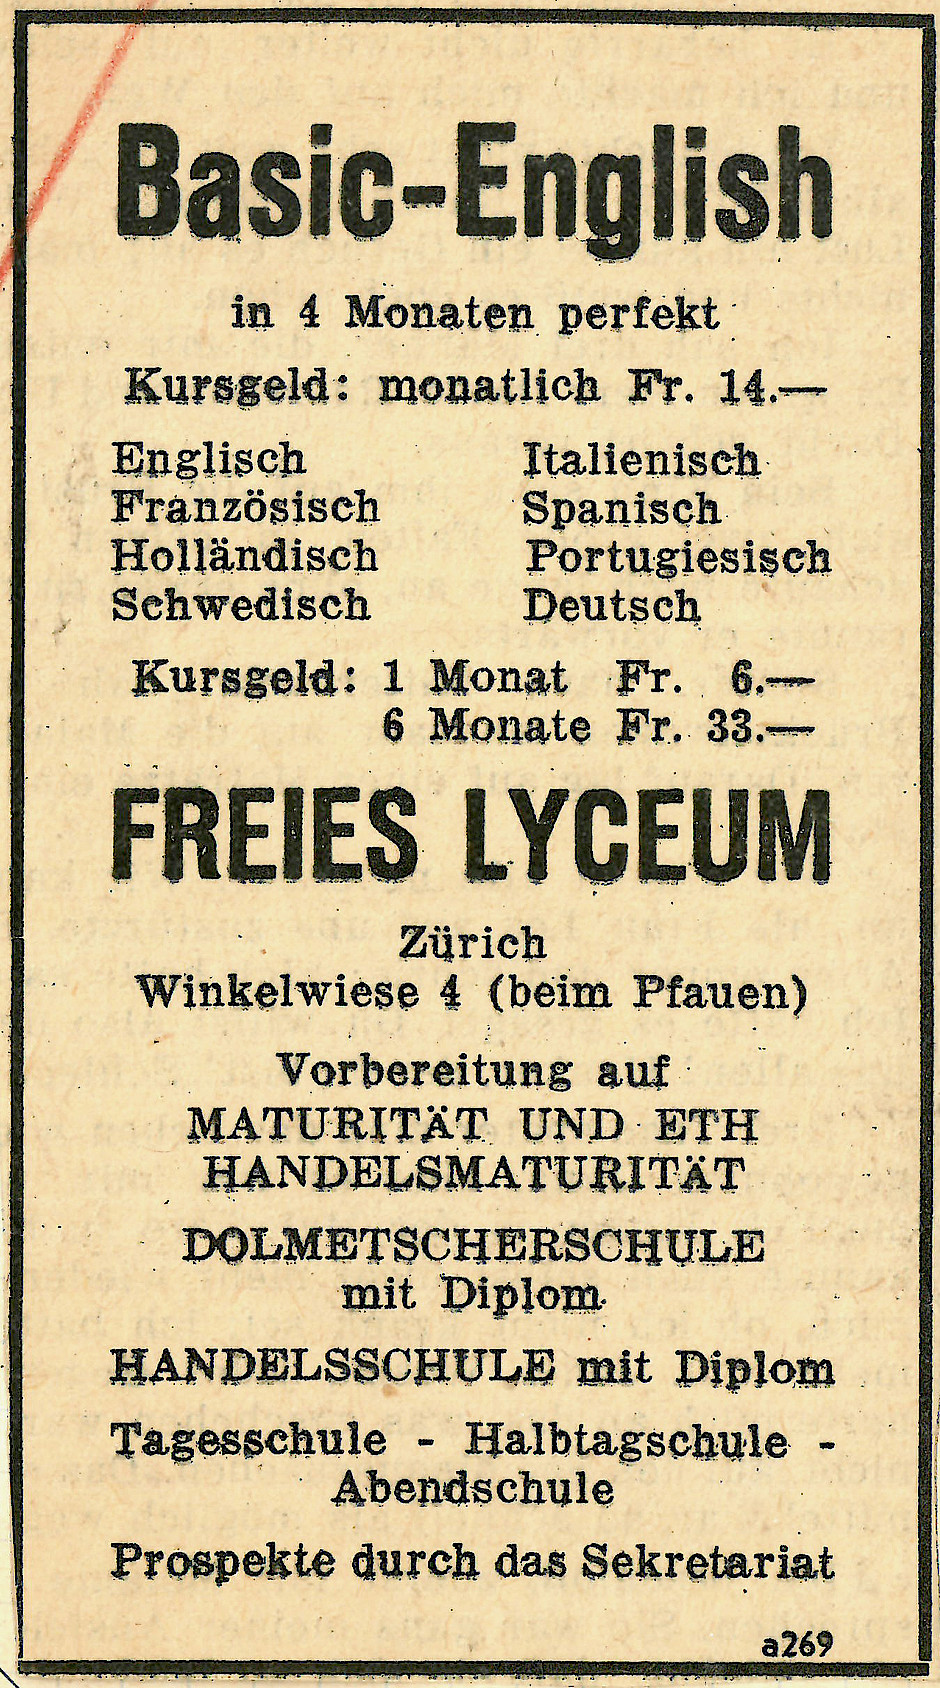 Basic-English
in 4 Monaten perfekt
Kursgeld: monatlich Fr. 14.—
Englisch Italienisch
Französisch Spanisch
Holländisch Portugiesisch
Schwedisch Deutsch
Kursgeld: 1 Monat Fr. 6.—
6 Monate Fr. 33.—
FREIES LYCEUM
Zürich
Winkelwiese 4 (beim Pfauen)
Vorbereitung auf
MATURITÄT UND ETH
HANDELSMATURITÄT
DOLMETSCHERSCHULE
mit Diplom
HANDELSSCHULE mit Diplom
Tagesschule - Halbtagschule -
Abendschule
Prospekte durch das Sekretariat
a269